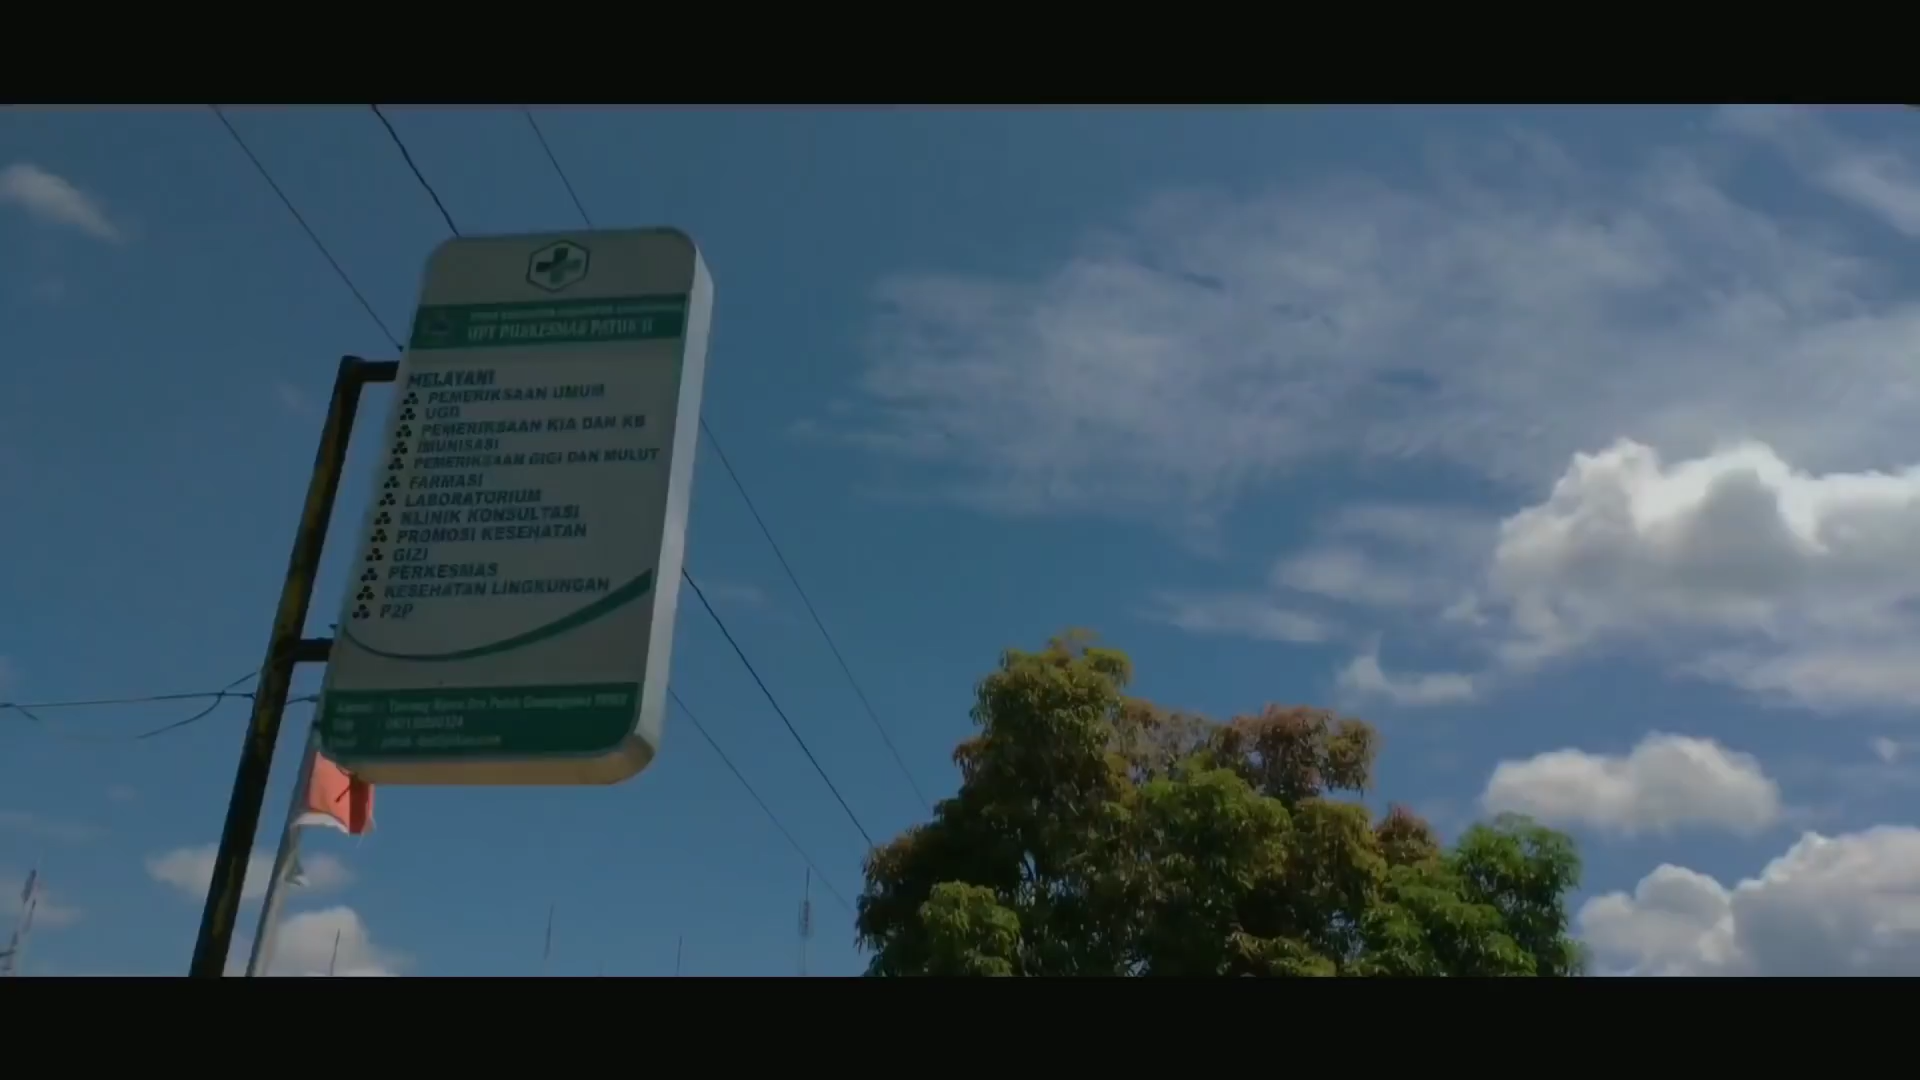 UPT PUSKESMAS PATUK II
MELAYANI
PEMERIKSAAN UMUM
UGD
PEMERIKSAAN KIA DAN KB
IMUNISASI
PEMERIKSAAN GIGI DAN MULUT
FARMASI
LABORATORIUM
KLINIK KONSULTASI
PROMOSI KESEHATAN
GIZI
PERKESMAS
KESEHATAN LINGKUNGAN
P2P